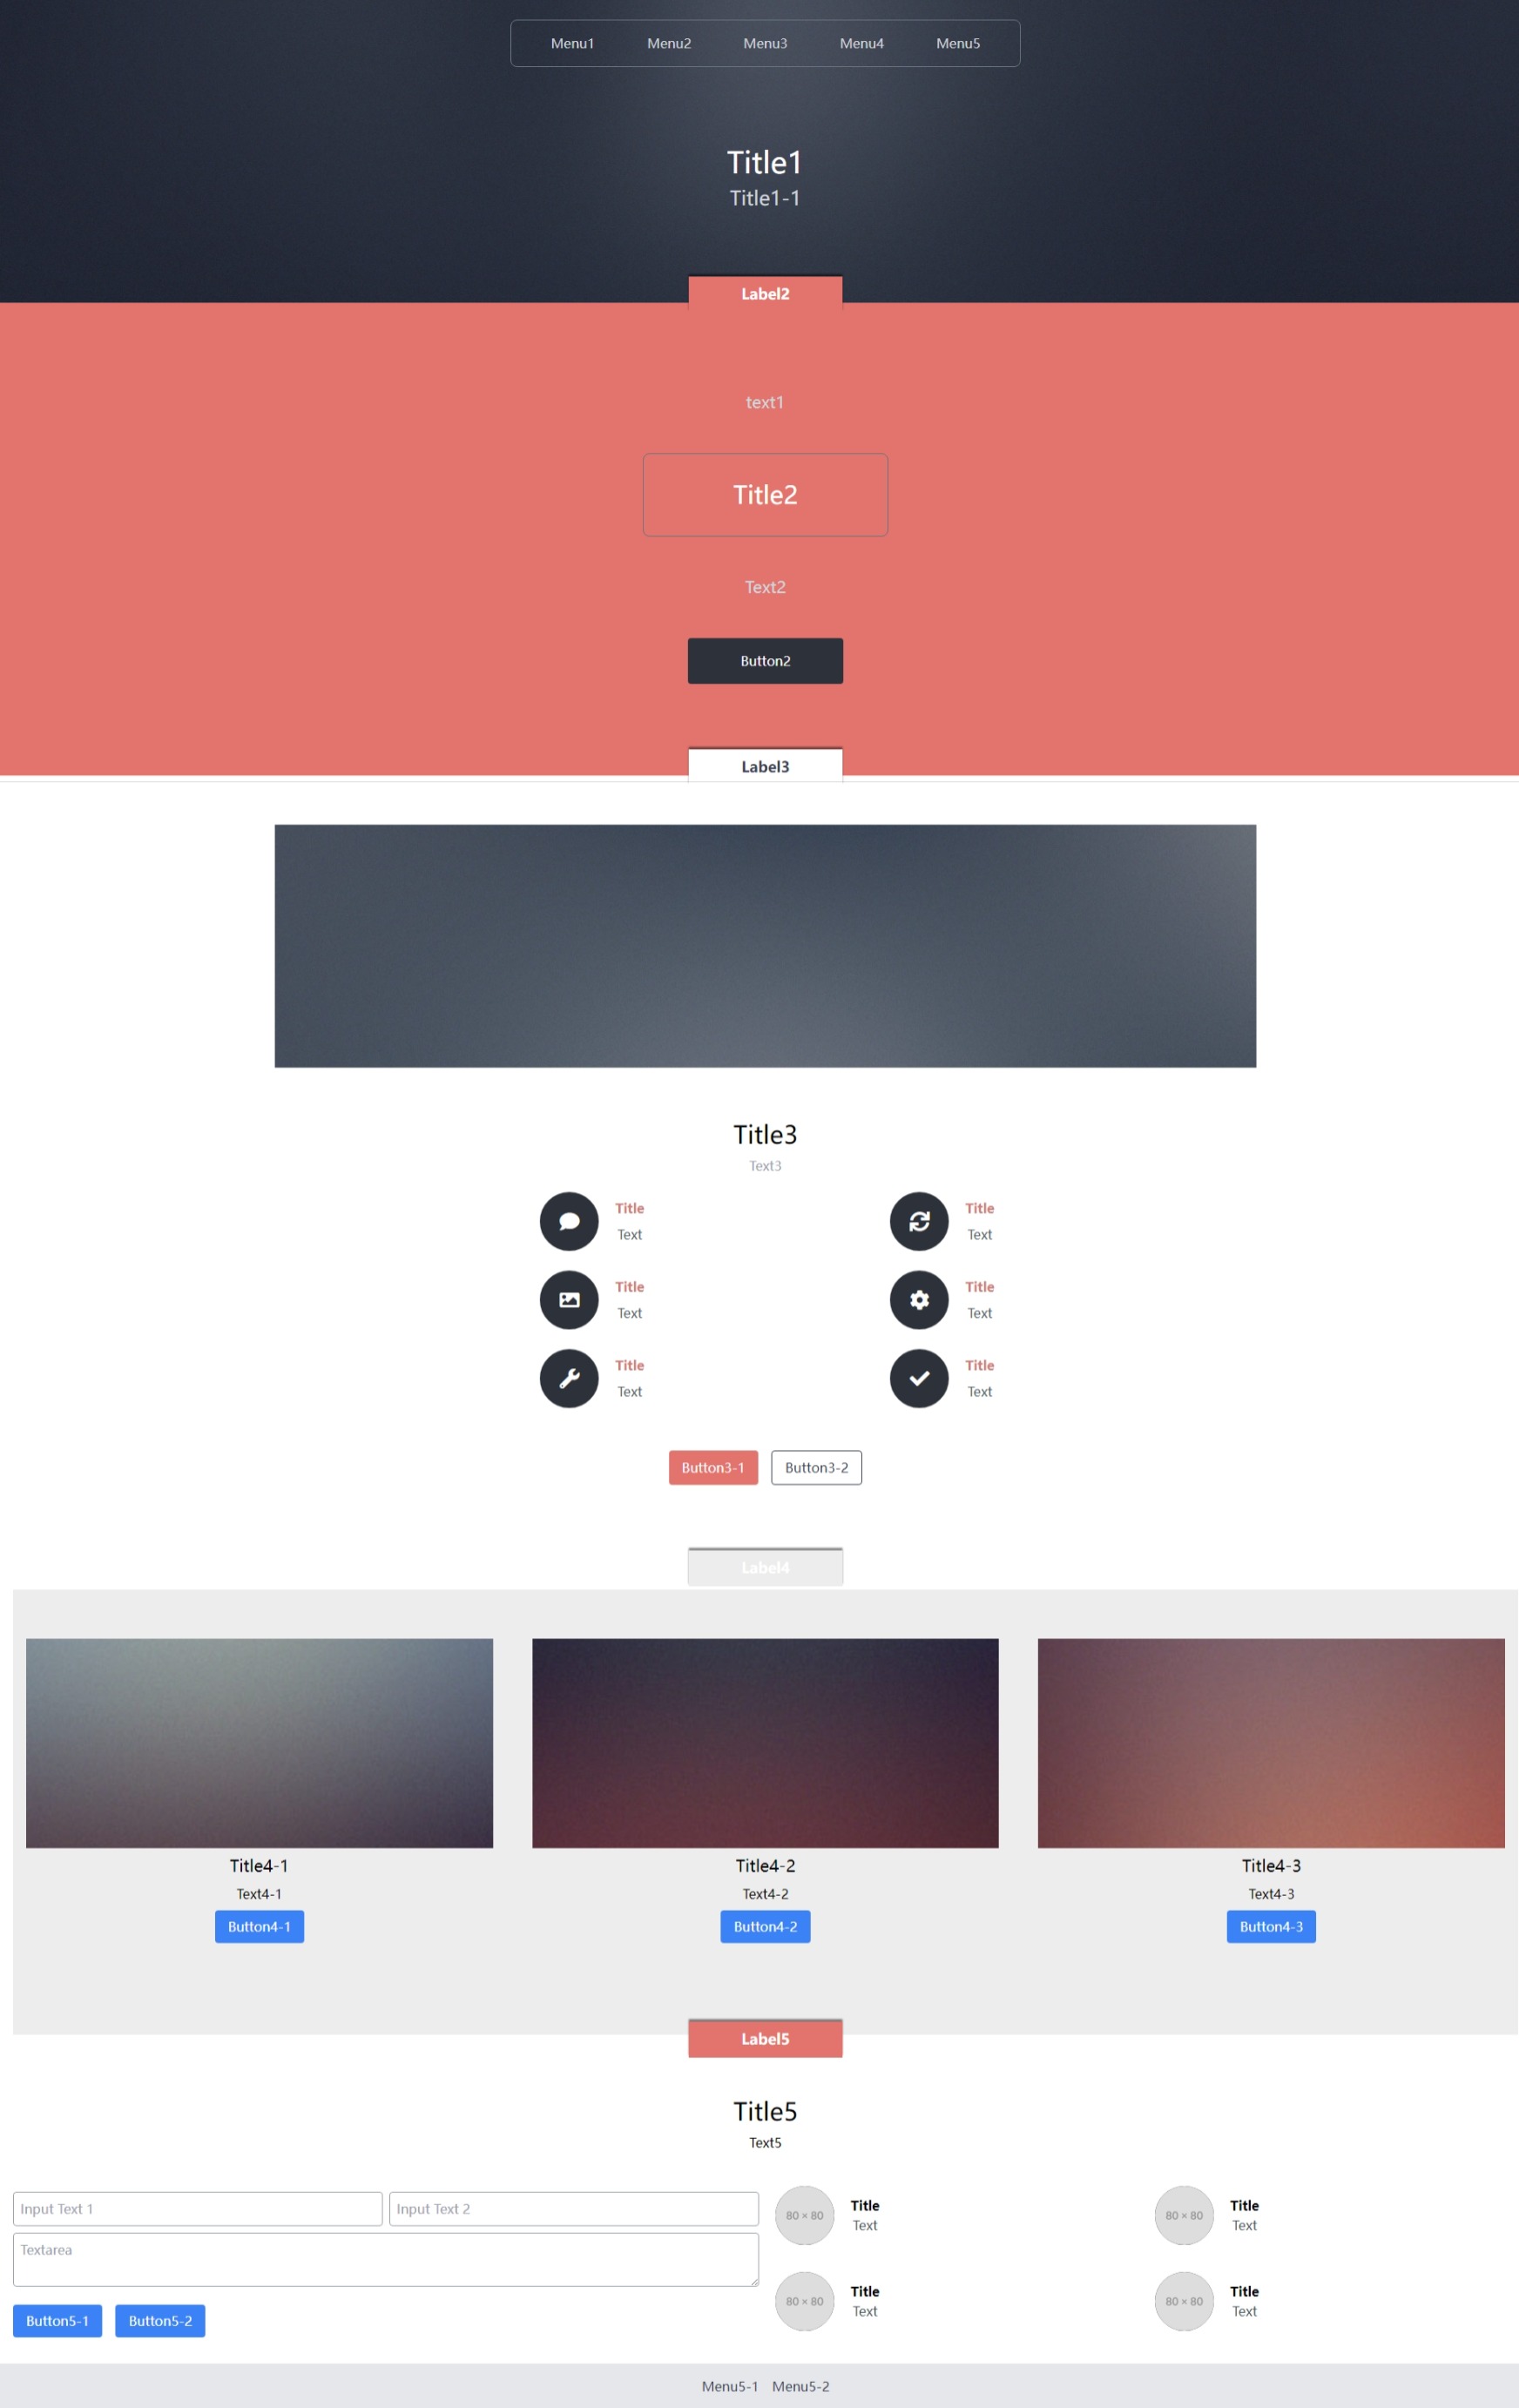 Menu1 Menu2 Menu3 Menu4 Menu5
Title1
Title1-1
Label2
text1
Title2
Text2
Button2
Label3
Title3
Text3
Title
Text
Title
Text
Title
Text
Title
Text
Title
Text
Title
Text
Button3-1 Button3-2
Label4
Title4-1
Text4-1
Button4-1
Title4-2
Text4-2
Button4-2
Title4-3
Text4-3
Button4-3
Label5
Title5
Text5
Input Text 1 Input Text 2
Textarea
Button5-1 Button5-2
80 × 80
Title
Text
80 × 80
Title
Text
80 × 80
Title
Text
80 × 80
Title
Text
Menu5-1 Menu5-2